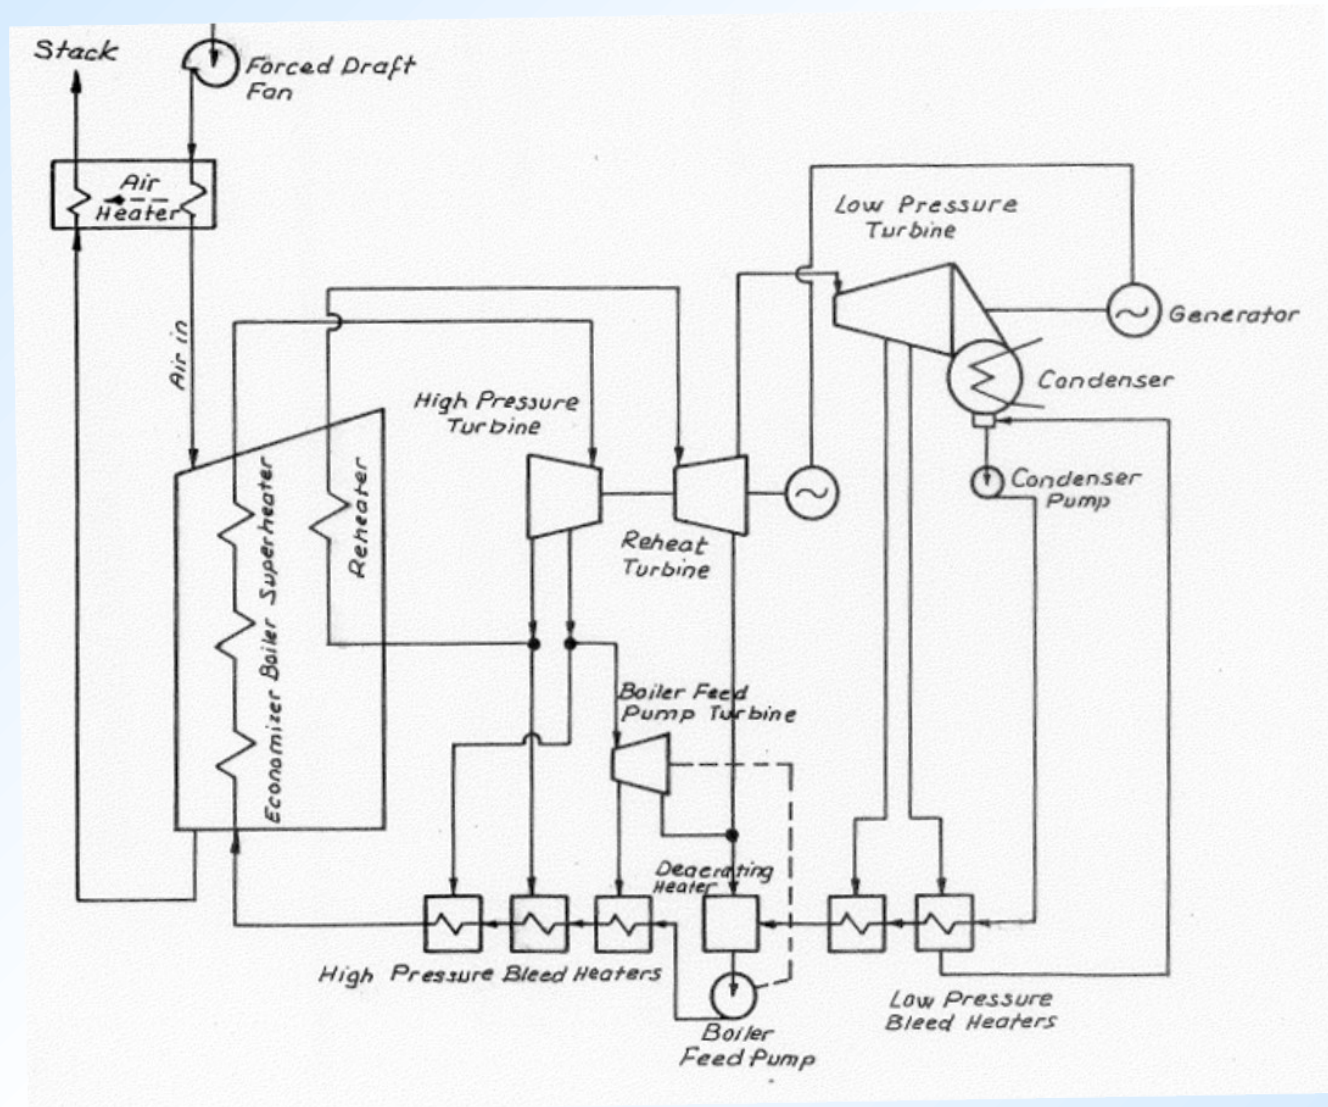 Stack
Forced Draft
Fan
Air
Heater
Air in
Low Pressure
Turbine
Generator
Condenser
High Pressure
Turbine
Condenser
Pump
Reheat
Turbine
Economizer Boiler Superheater
Reheater
Boiler Feed
Pump Turbine
Deaerating
Heater
High Pressure Bleed Heaters
Low Pressure
Bleed Heaters
Boiler
Feed Pump